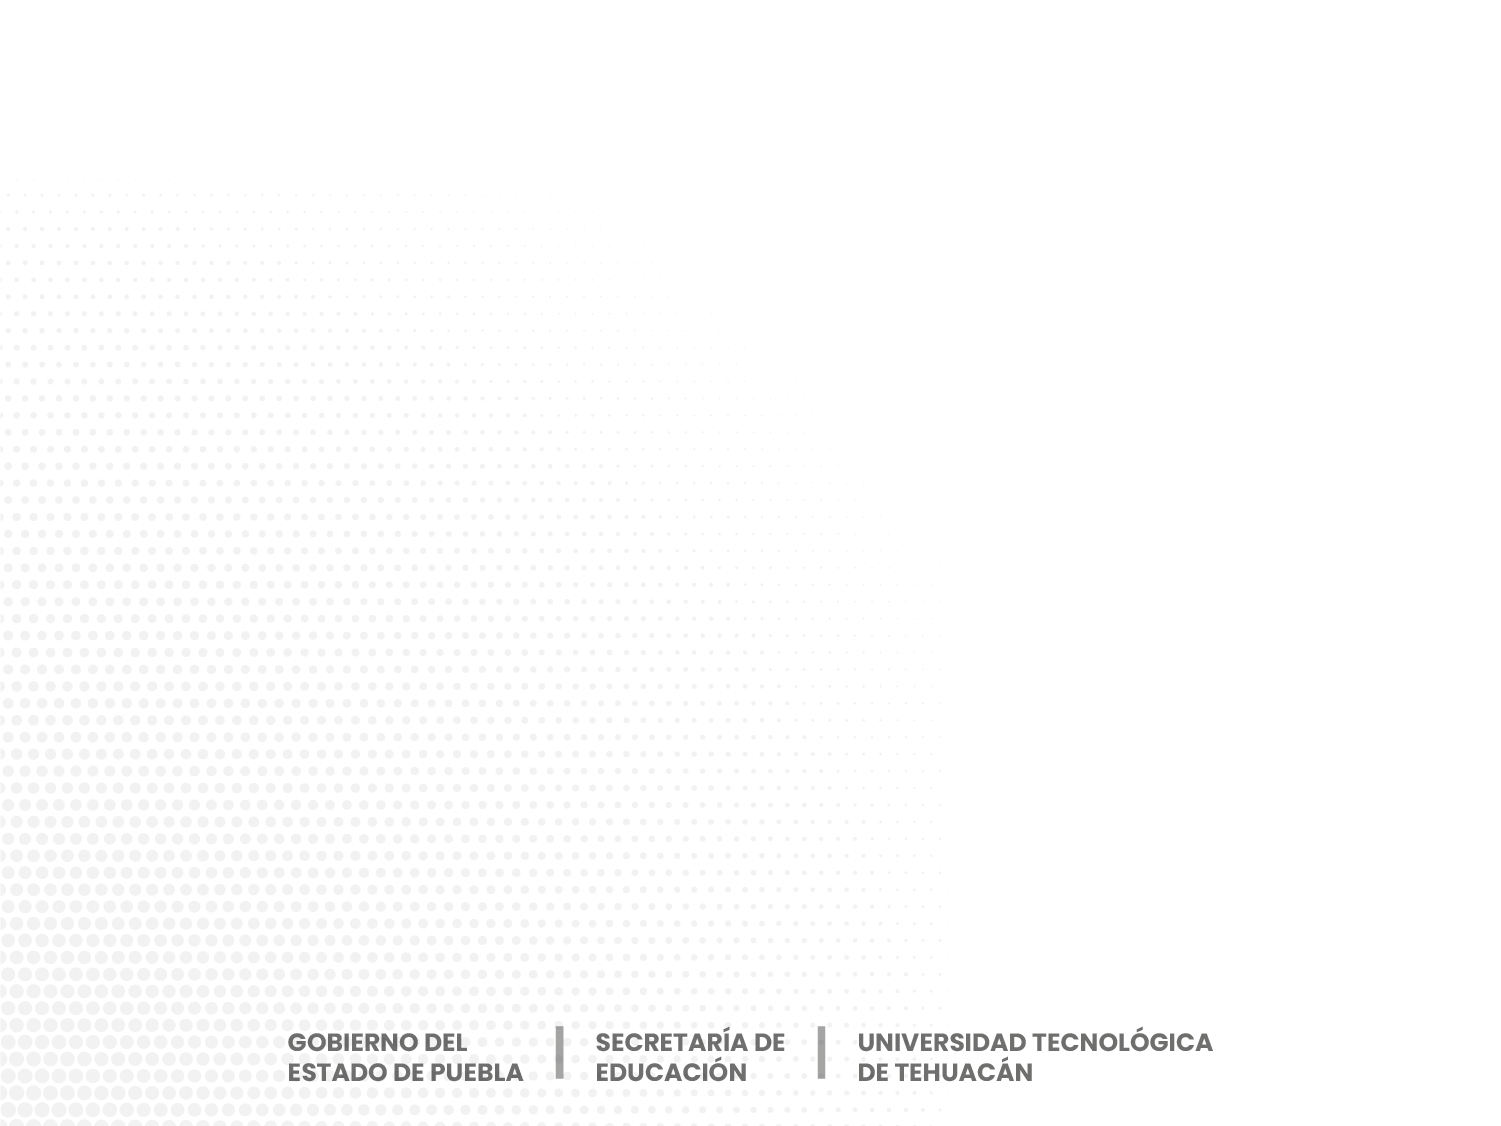 GOBIERNO DEL
ESTADO DE PUEBLA
SECRETARÍA DE
EDUCACIÓN
UNIVERSIDAD TECNOLÓGICA
DE TEHUACÁN